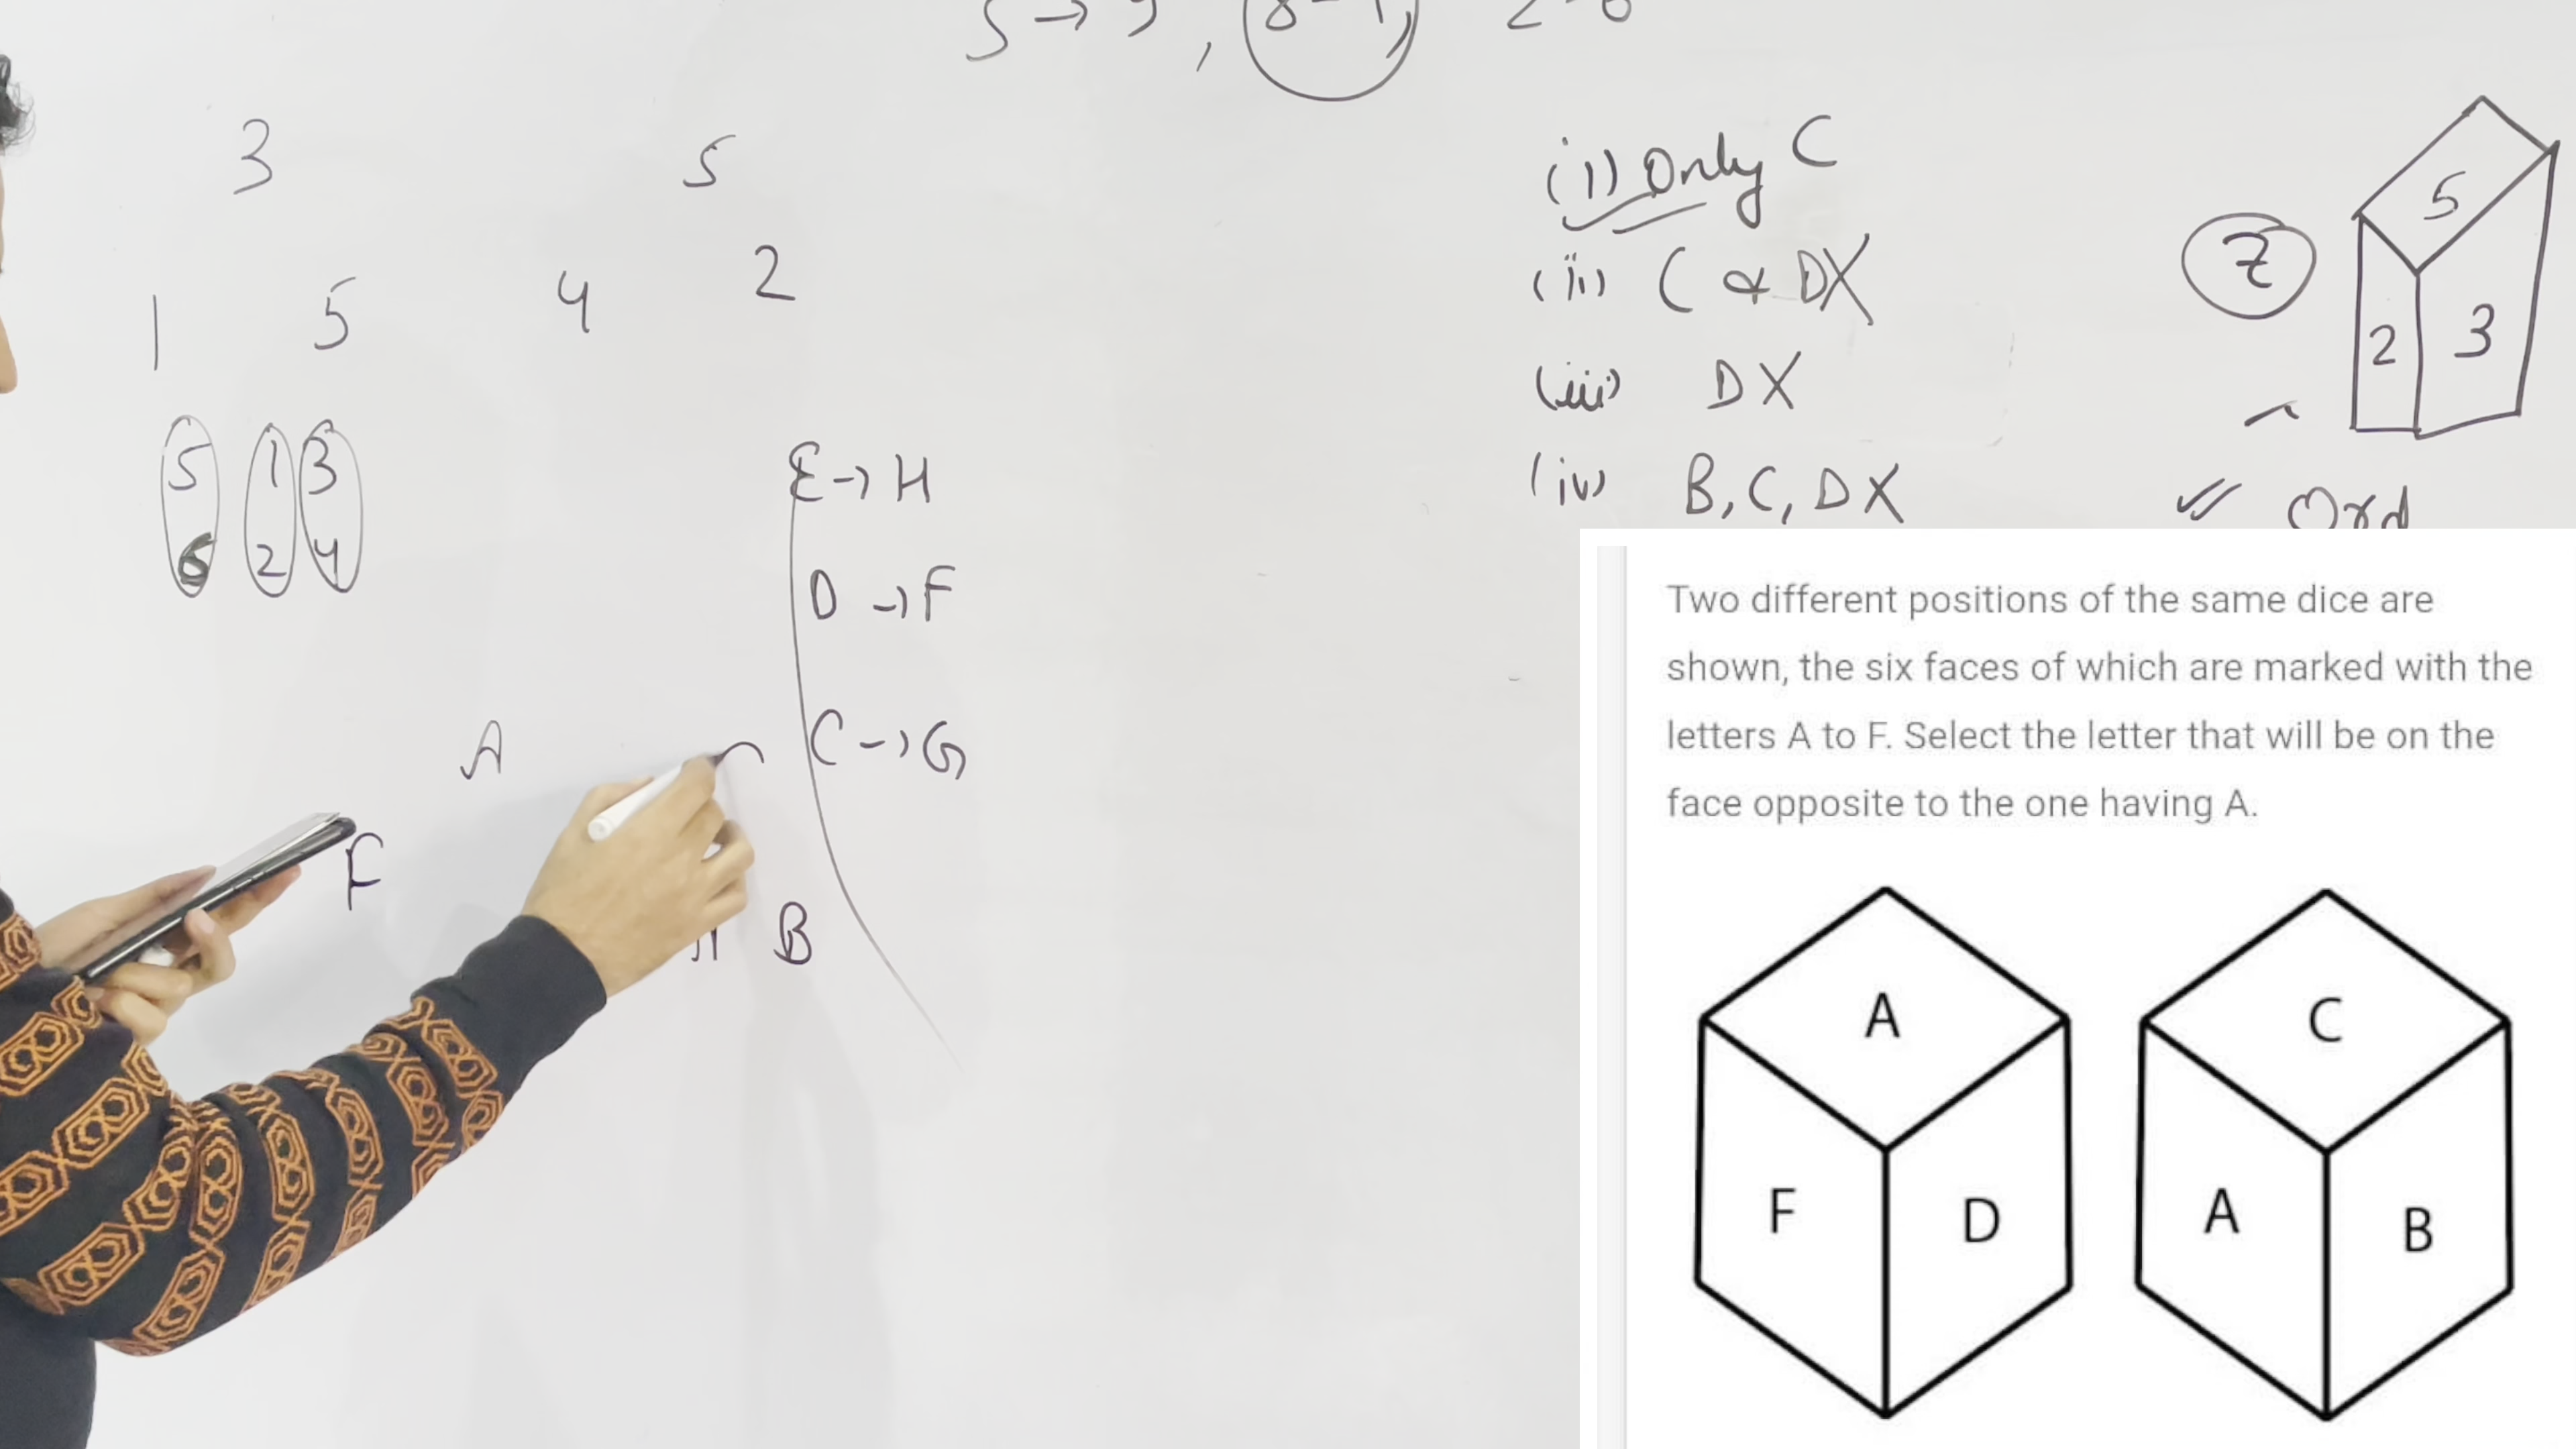 3
S
1
5
4
2
5 1 3
6 2 4
E → H
D → F
C → G
A
F
B
(i) Only C
(ii) C & DX
(iii) DX
(iv) B, C, DX
5
2
3
Ord
Two different positions of the same dice are
shown, the six faces of which are marked with the
letters A to F. Select the letter that will be on the
face opposite to the one having A.
A
F
D
C
A
B